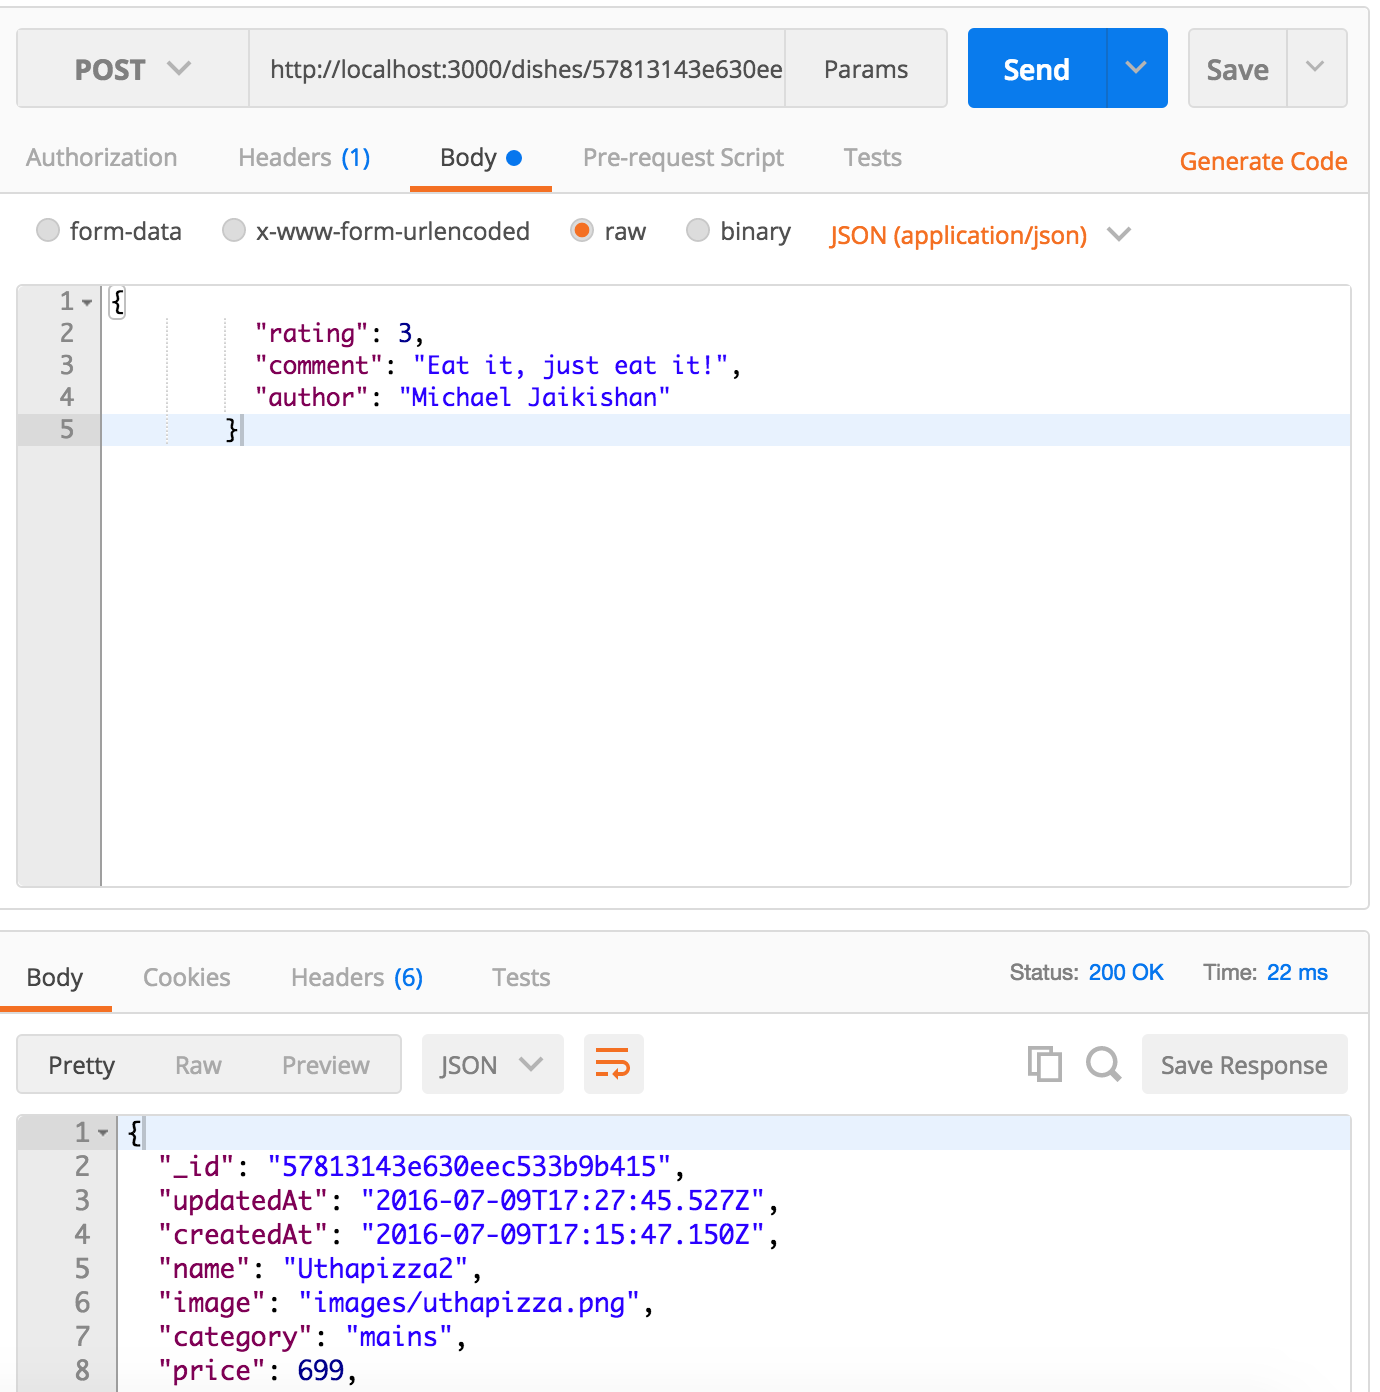 POST http://localhost:3000/dishes/57813143e630ee Params Send Save
Authorization Headers (1) Body Pre-request Script Tests Generate Code
form-data x-www-form-urlencoded raw binary JSON (application/json)
1 {
2 "rating": 3,
3 "comment": "Eat it, just eat it!",
4 "author": "Michael Jaikishan"
5 }
Body Cookies Headers (6) Tests Status: 200 OK Time: 22 ms
Pretty Raw Preview JSON Save Response
1 {
2 "_id": "57813143e630eec533b9b415",
3 "updatedAt": "2016-07-09T17:27:45.527Z",
4 "createdAt": "2016-07-09T17:15:47.150Z",
5 "name": "Uthapizza2",
6 "image": "images/uthapizza.png",
7 "category": "mains",
8 "price": 699,